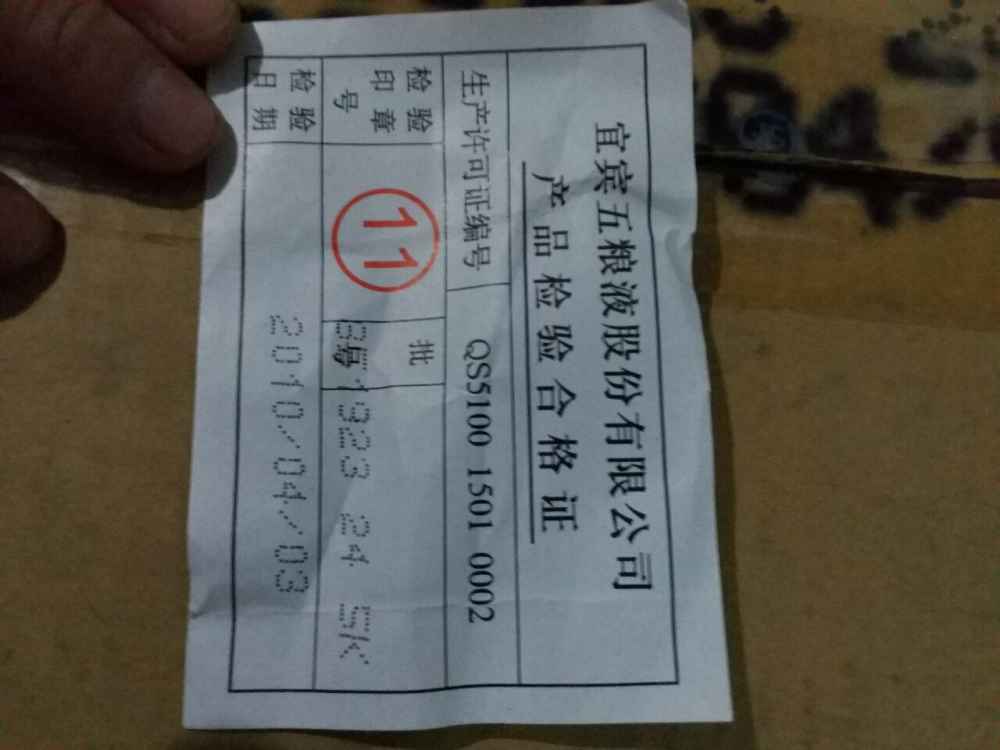 宜宾五粮液股份有限公司
产品检验合格证
生产许可证编号 QS5100 1501 0002
检验印章号 11 批号 1323 24 5K
检验日期 2010/04/03